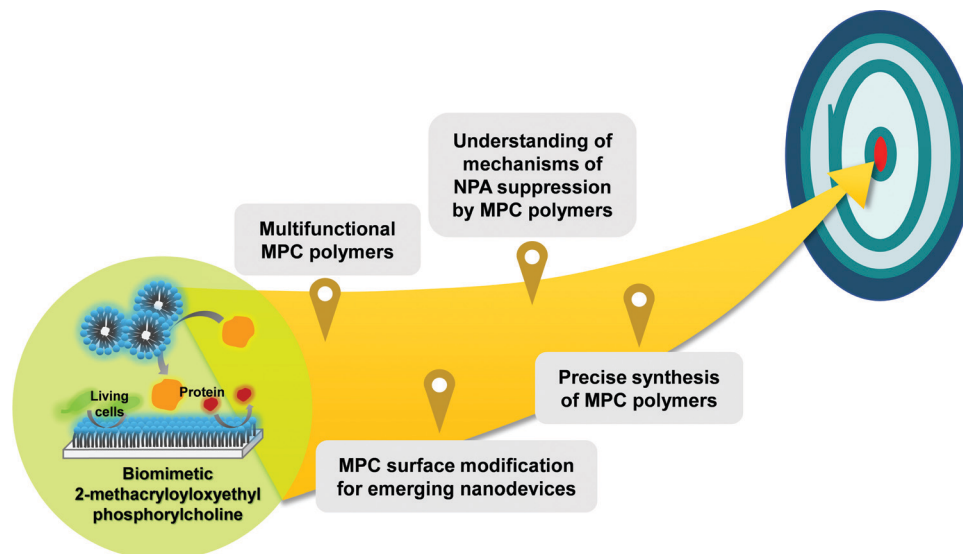 Understanding of
mechanisms of
NPA suppression
by MPC polymers
Multifunctional
MPC polymers
Precise synthesis
of MPC polymers
MPC surface modification
for emerging nanodevices
Living
cells
Protein
Biomimetic
2-methacryloyloxyethyl
phosphorylcholine